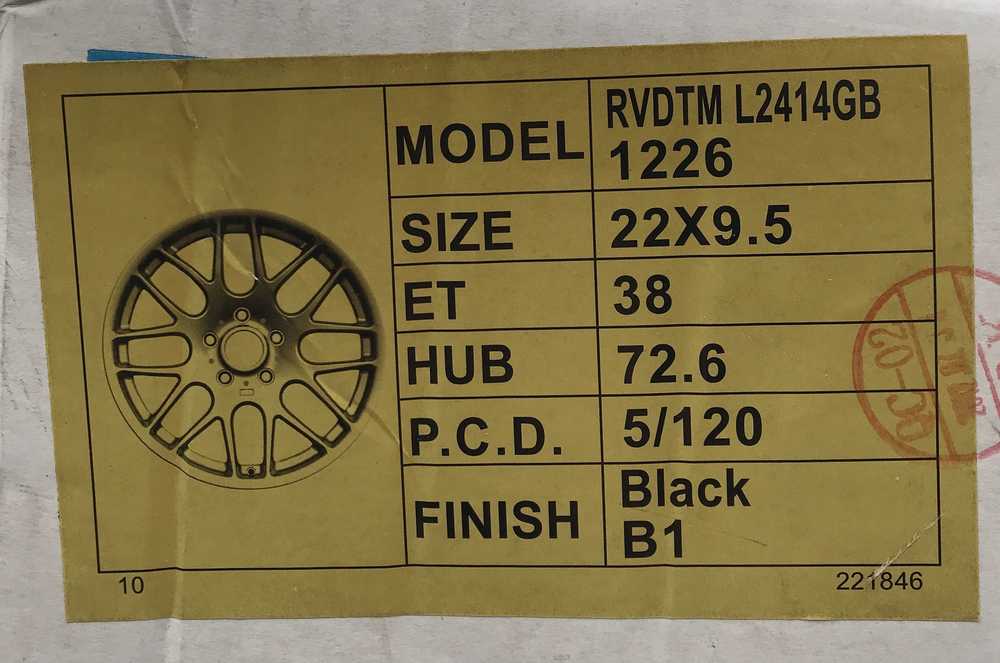 MODEL
RVDTM L2414GB
1226
SIZE
22X9.5
ET
38
HUB
72.6
P.C.D.
5/120
FINISH
Black
B1
10
221846